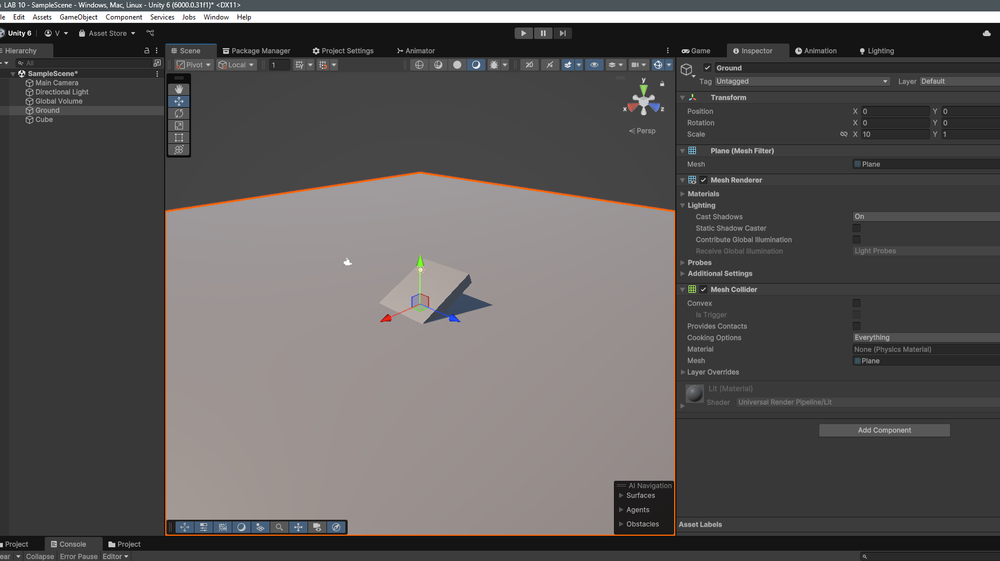 LAB 10 - SampleScene - Windows, Mac, Linux - Unity 6 (6000.0.31f1)* <DX11>
le Edit Assets GameObject Component Services Jobs Window Help
Unity 6 V Asset Store
Hierarchy
All
SampleScene*
Main Camera
Directional Light
Global Volume
Ground
Cube
Scene Package Manager Project Settings Animator
Pivot Local 1 2D
y
x z
Persp
AI Navigation
Surfaces
Agents
Obstacles
Game Inspector Animation Lighting
Ground
Tag Untagged Layer Default
Transform
Position X 0 Y 0
Rotation X 0 Y 0
Scale X 10 Y 1
Plane (Mesh Filter)
Mesh Plane
Mesh Renderer
Materials
Lighting
Cast Shadows On
Static Shadow Caster
Contribute Global Illumination
Receive Global Illumination Light Probes
Probes
Additional Settings
Mesh Collider
Convex
Is Trigger
Provides Contacts
Cooking Options Everything
Material None (Physics Material)
Mesh Plane
Layer Overrides
Lit (Material)
Shader Universal Render Pipeline/Lit
Add Component
Asset Labels
Project Console Project
ear Collapse Error Pause Editor